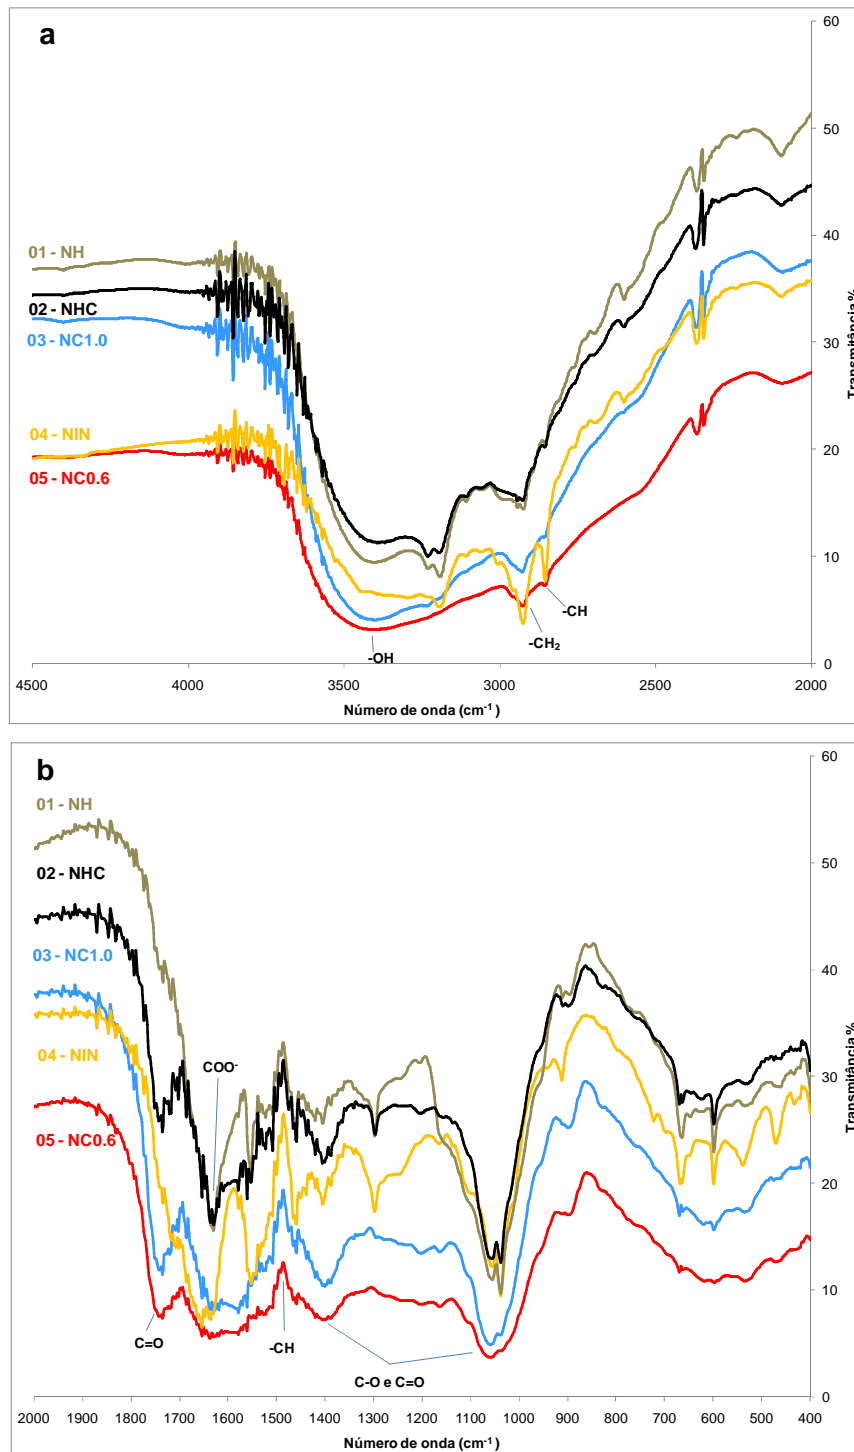 a
60
50
40
30
20
10
0
Transmitância %
01 - NH
02 - NHC
03 - NC1.0
04 - NIN
05 - NC0.6
-CH
-CH₂
-OH
4500 4000 3500 3000 2500 2000
Número de onda (cm⁻¹ )
b
60
50
40
30
20
10
0
Transmitância %
01 - NH
02 - NHC
03 - NC1.0
COO⁻
04 - NIN
05 - NC0.6
C=O
-CH
C-O e C=O
2000 1900 1800 1700 1600 1500 1400 1300 1200 1100 1000 900 800 700 600 500 400
Número de onda (cm⁻¹ )